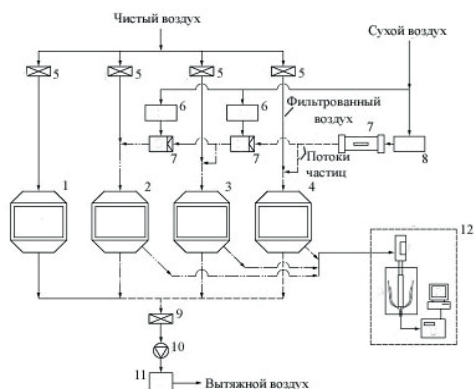 Чистый воздух
Сухой воздух
5 5 5 5
Фильтрованный
воздух
6 6
7 7 7 8
Потоки
частиц
1 2 3 4
12
9
10
11
Вытяжной воздух